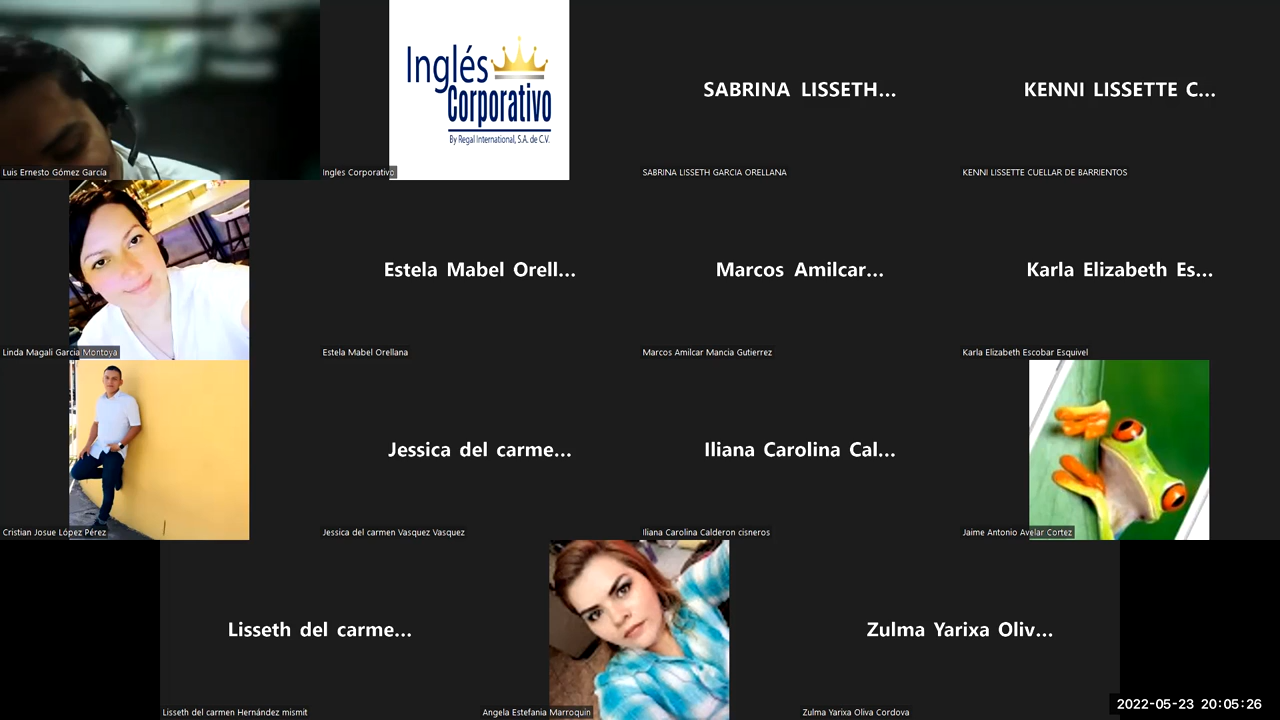 Inglés
Corporativo
By Regal International, S.A. de C.V.
SABRINA LISSETH...
KENNI LISSETTE C...
Luis Ernesto Gómez García
Ingles Corporativo
SABRINA LISSETH GARCIA ORELLANA
KENNI LISSETTE CUELLAR DE BARRIENTOS
Estela Mabel Orell...
Marcos Amilcar...
Karla Elizabeth Es...
Linda Magali Garcia Montoya
Estela Mabel Orellana
Marcos Amilcar Mancia Gutierrez
Karla Elizabeth Escobar Esquivel
Jessica del carme...
Iliana Carolina Cal...
Cristian Josue López Pérez
Jessica del carmen Vasquez Vasquez
Iliana Carolina Calderon cisneros
Jaime Antonio Avelar Cortez
Lisseth del carme...
Zulma Yarixa Oliv...
Lisseth del carmen Hernández mismit
Angela Estefania Marroquin
Zulma Yarixa Oliva Cordova
2022-05-23 20:05:26